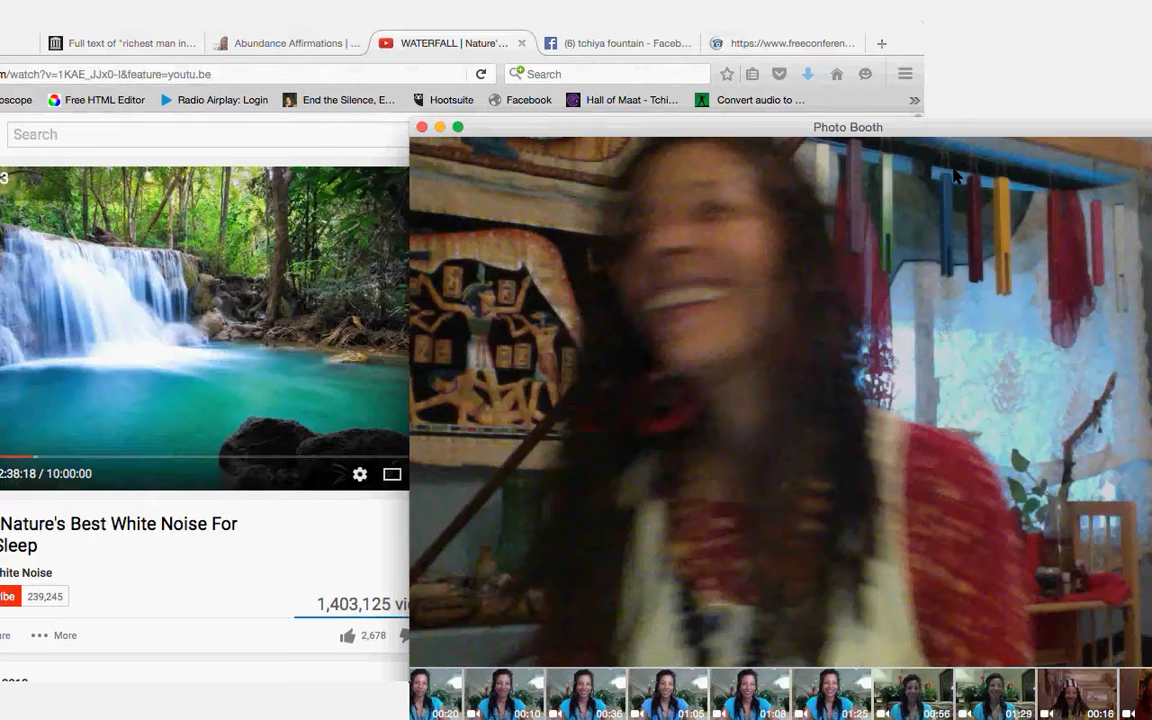 Full text of "richest man in...
Abundance Affirmations | ...
WATERFALL | Nature'...
(6) tchiya fountain - Faceb...
https://www.freeconferen...
m/watch?v=1KAE_JJx0-I&feature=youtu.be
Search
oscope
Free HTML Editor
Radio Airplay: Login
End the Silence, E...
Hootsuite
Facebook
Hall of Maat - Tchi...
Convert audio to ...
Search
Photo Booth
3
2:38:18 / 10:00:00
Nature's Best White Noise For
Sleep
hite Noise
ibe 239,245
1,403,125 vi
re ••• More 2,678
00:20 00:10 00:36 01:05 01:08 01:25 00:56 01:29 00:16